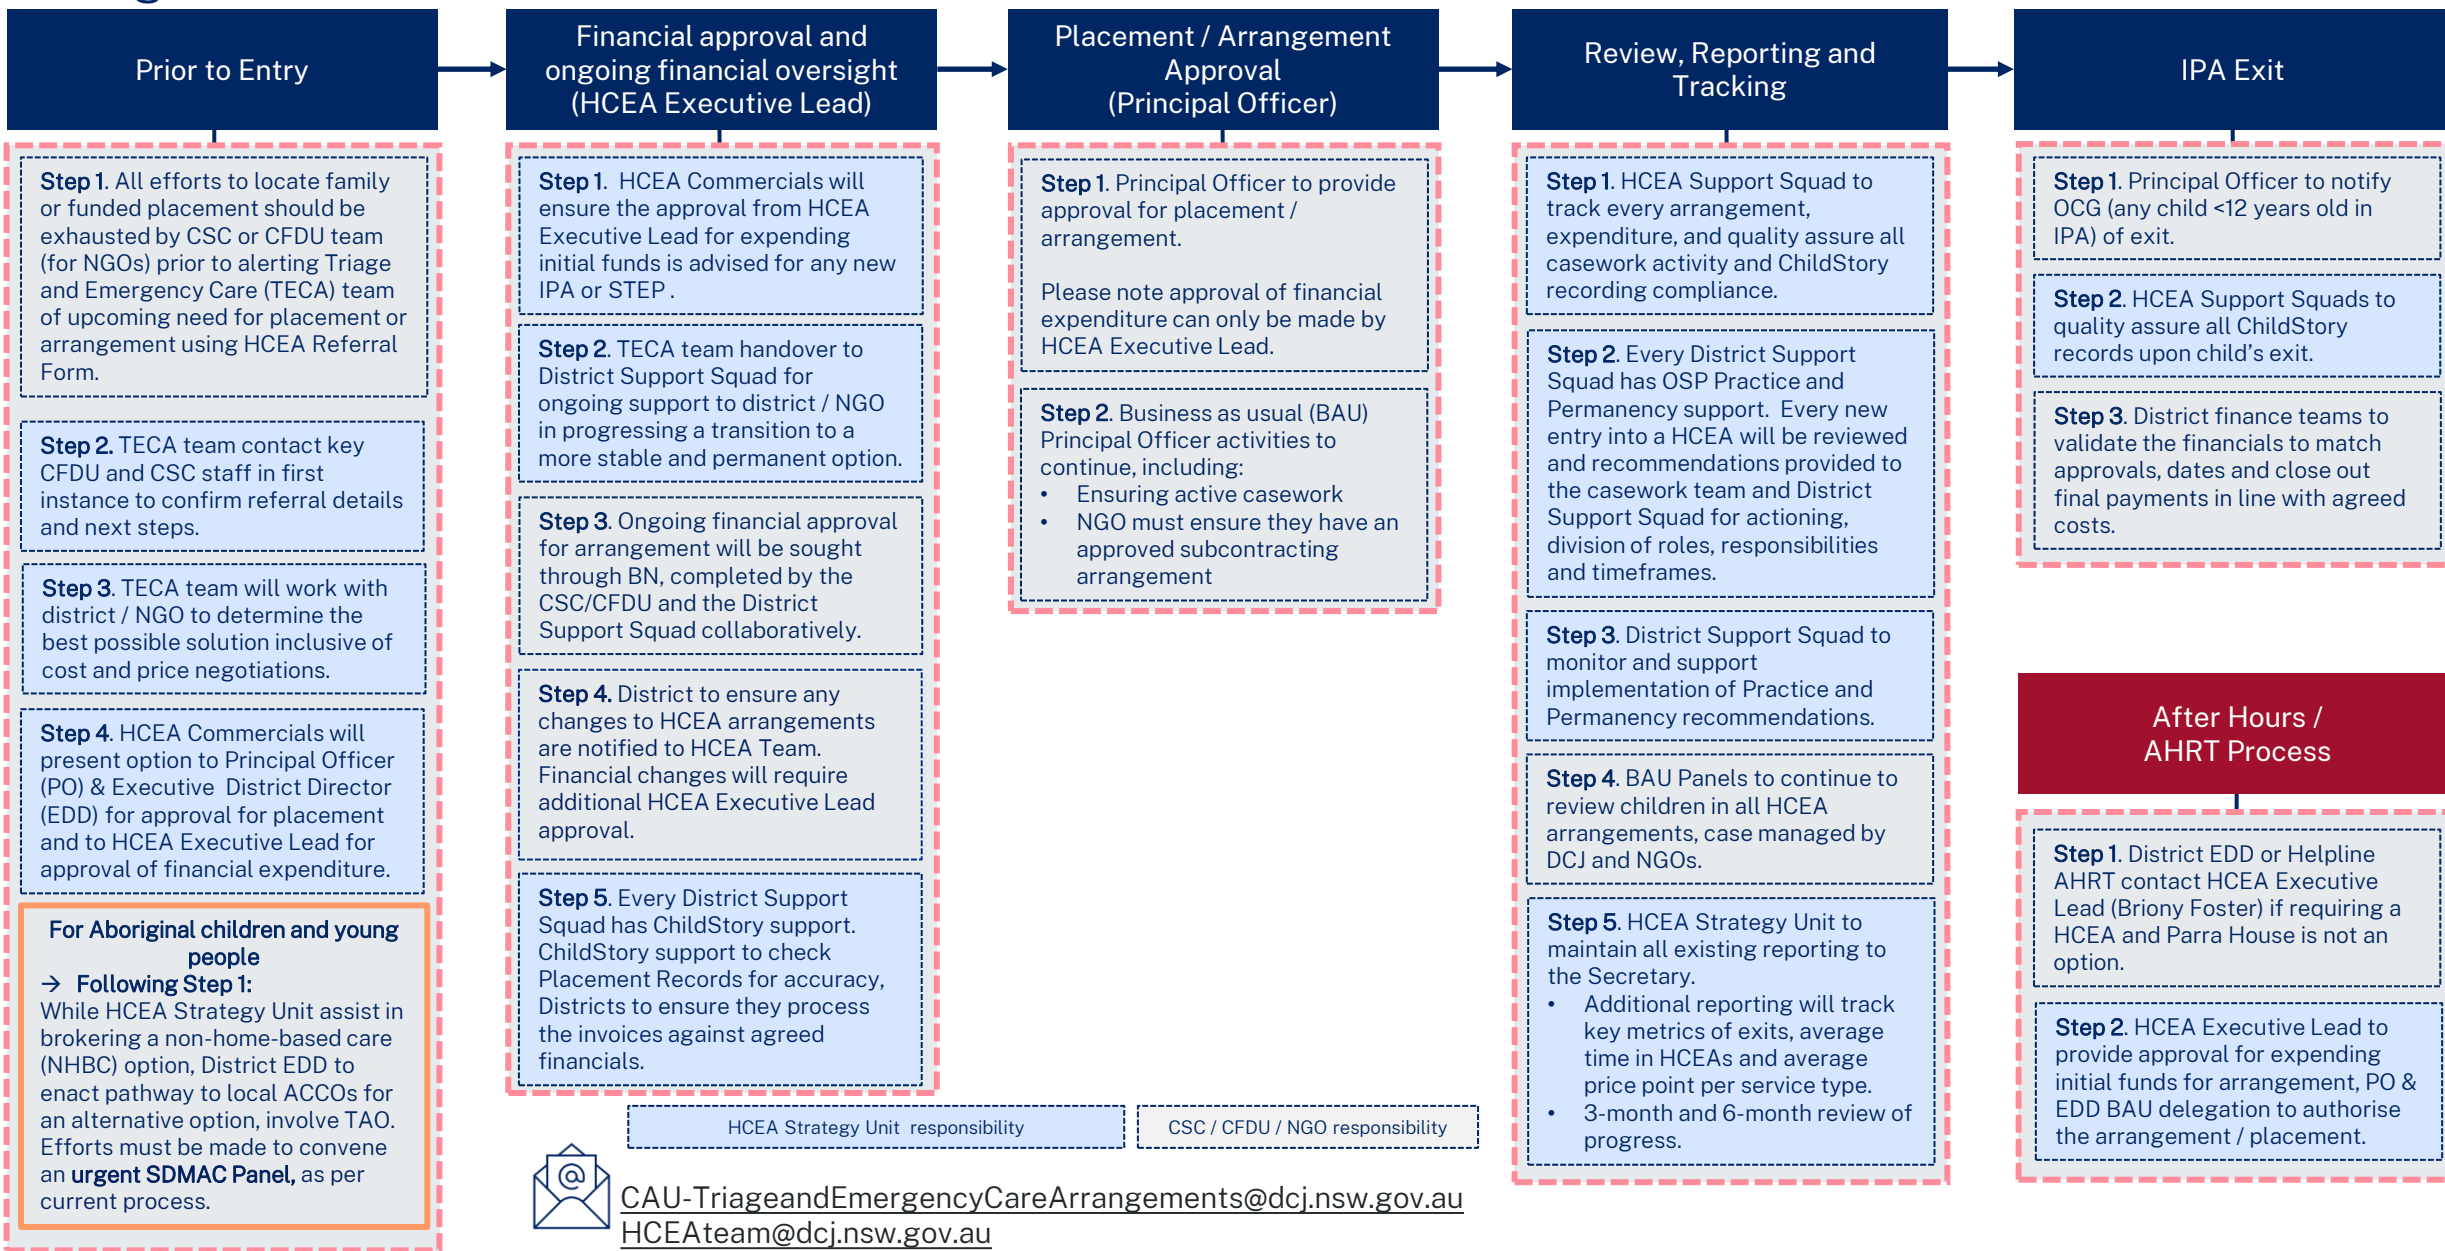 Prior to Entry
Step 1. All efforts to locate family
or funded placement should be
exhausted by CSC or CFDU team
(for NGOs) prior to alerting Triage
and Emergency Care (TECA) team
of upcoming need for placement or
arrangement using HCEA Referral
Form.
Step 2. TECA team contact key
CFDU and CSC staff in first
instance to confirm referral details
and next steps.
Step 3. TECA team will work with
district / NGO to determine the
best possible solution inclusive of
cost and price negotiations.
Step 4. HCEA Commercials will
present option to Principal Officer
(PO) & Executive District Director
(EDD) for approval for placement
and to HCEA Executive Lead for
approval of financial expenditure.
For Aboriginal children and young
people
→ Following Step 1:
While HCEA Strategy Unit assist in
brokering a non-home-based care
(NHBC) option, District EDD to
enact pathway to local ACCOs for
an alternative option, involve TAO.
Efforts must be made to convene
an urgent SDMAC Panel, as per
current process.
Financial approval and
ongoing financial oversight
(HCEA Executive Lead)
Step 1. HCEA Commercials will
ensure the approval from HCEA
Executive Lead for expending
initial funds is advised for any new
IPA or STEP .
Step 2. TECA team handover to
District Support Squad for
ongoing support to district / NGO
in progressing a transition to a
more stable and permanent option.
Step 3. Ongoing financial approval
for arrangement will be sought
through BN, completed by the
CSC/CFDU and the District
Support Squad collaboratively.
Step 4. District to ensure any
changes to HCEA arrangements
are notified to HCEA Team.
Financial changes will require
additional HCEA Executive Lead
approval.
Step 5. Every District Support
Squad has ChildStory support.
ChildStory support to check
Placement Records for accuracy,
Districts to ensure they process
the invoices against agreed
financials.
Placement / Arrangement
Approval
(Principal Officer)
Step 1. Principal Officer to provide
approval for placement /
arrangement.
Please note approval of financial
expenditure can only be made by
HCEA Executive Lead.
Step 2. Business as usual (BAU)
Principal Officer activities to
continue, including:
• Ensuring active casework
• NGO must ensure they have an
approved subcontracting
arrangement
Review, Reporting and
Tracking
Step 1. HCEA Support Squad to
track every arrangement,
expenditure, and quality assure all
casework activity and ChildStory
recording compliance.
Step 2. Every District Support
Squad has OSP Practice and
Permanency support. Every new
entry into a HCEA will be reviewed
and recommendations provided to
the casework team and District
Support Squad for actioning,
division of roles, responsibilities
and timeframes.
Step 3. District Support Squad to
monitor and support
implementation of Practice and
Permanency recommendations.
Step 4. BAU Panels to continue to
review children in all HCEA
arrangements, case managed by
DCJ and NGOs.
Step 5. HCEA Strategy Unit to
maintain all existing reporting to
the Secretary.
• Additional reporting will track
key metrics of exits, average
time in HCEAs and average
price point per service type.
• 3-month and 6-month review of
progress.
IPA Exit
Step 1. Principal Officer to notify
OCG (any child <12 years old in
IPA) of exit.
Step 2. HCEA Support Squads to
quality assure all ChildStory
records upon child's exit.
Step 3. District finance teams to
validate the financials to match
approvals, dates and close out
final payments in line with agreed
costs.
After Hours /
AHRT Process
Step 1. District EDD or Helpline
AHRT contact HCEA Executive
Lead (Briony Foster) if requiring a
HCEA and Parra House is not an
option.
Step 2. HCEA Executive Lead to
provide approval for expending
initial funds for arrangement, PO &
EDD BAU delegation to authorise
the arrangement / placement.
HCEA Strategy Unit responsibility
CSC / CFDU / NGO responsibility
CAU-TriageandEmergencyCareArrangements@dcj.nsw.gov.au
HCEAteam@dcj.nsw.gov.au